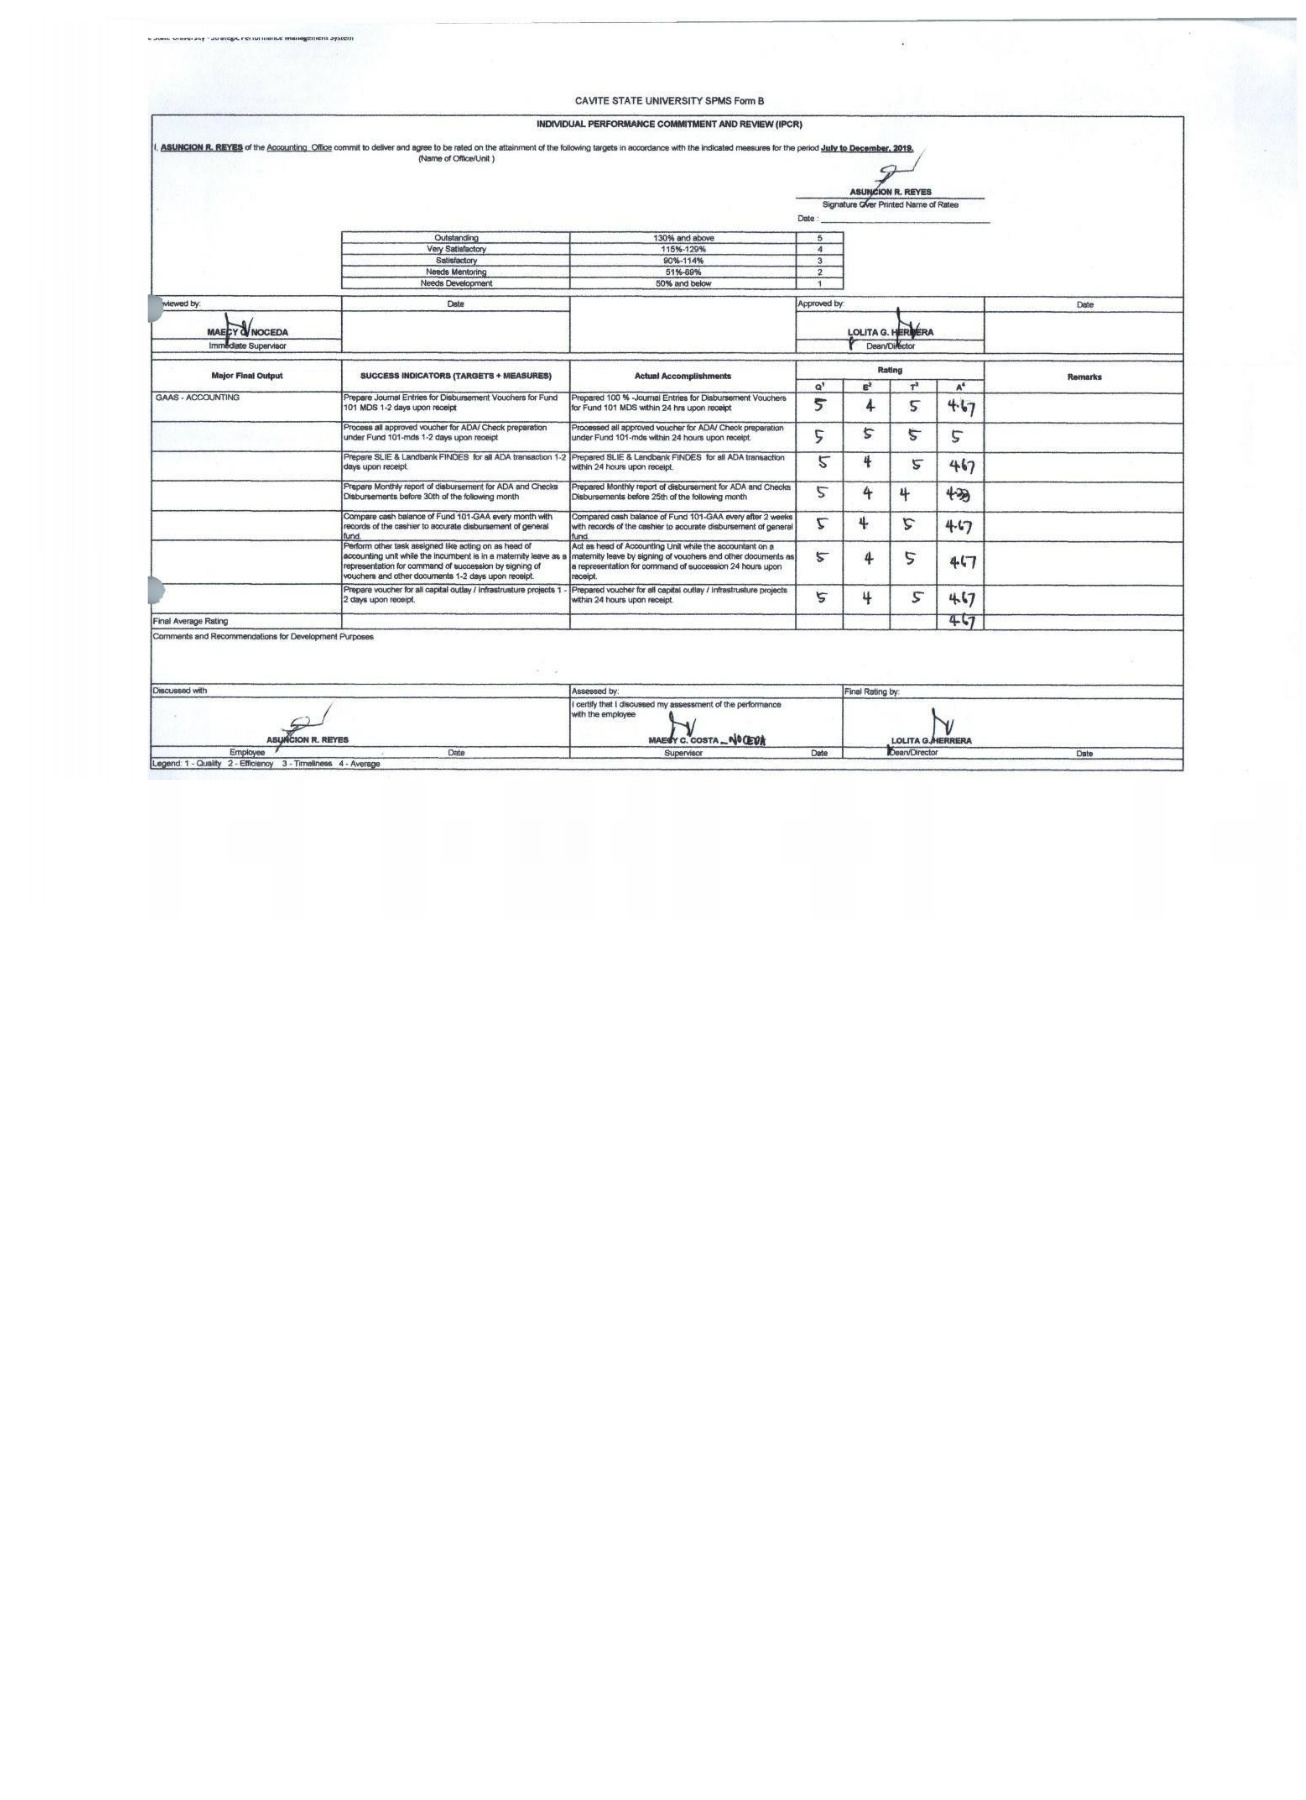 State University - Strategic Performance Management System
CAVITE STATE UNIVERSITY SPMS Form B
INDIVIDUAL PERFORMANCE COMMITMENT AND REVIEW (IPCR)
I, ASUNCION R. REYES of the Accounting Office commit to deliver and agree to be rated on the attainment of the following targets in accordance with the indicated measures for the period July to December, 2019.
(Name of Office/Unit )
ASUNCION R. REYES
Signature Over Printed Name of Ratee
Date :
Outstanding 130% and above 5
Very Satisfactory 115%-129% 4
Satisfactory 90%-114% 3
Needs Mentoring 51%-89% 2
Needs Development 50% and below 1
viewed by: Date Approved by: Date
MAECY C. NOCEDA LOLITA G. HERRERA
Immediate Supervisor Dean/Director
Major Final Output SUCCESS INDICATORS (TARGETS + MEASURES) Actual Accomplishments Rating Remarks
Q¹ E² T³ A⁴
GAAS - ACCOUNTING
Prepare Journal Entries for Disbursement Vouchers for Fund
101 MDS 1-2 days upon receipt
Prepared 100 % -Journal Entries for Disbursement Vouchers
for Fund 101 MDS within 24 hrs upon receipt
5 4 5 4.67
Process all approved voucher for ADA/ Check preparation
under Fund 101-mds 1-2 days upon receipt
Processed all approved voucher for ADA/ Check preparation
under Fund 101-mds within 24 hours upon receipt.
5 5 5 5
Prepare SLIE & Landbank FINDES for all ADA transaction 1-2
days upon receipt.
Prepared SLIE & Landbank FINDES for all ADA transaction
within 24 hours upon receipt.
5 4 5 4.67
Prepare Monthly report of disbursement for ADA and Checks
Disbursements before 30th of the following month
Prepared Monthly report of disbursement for ADA and Checks
Disbursements before 25th of the following month
5 4 4 4.33
Compare cash balance of Fund 101-GAA every month with
records of the cashier to accurate disbursement of general
fund.
Compared cash balance of Fund 101-GAA every after 2 weeks
with records of the cashier to accurate disbursement of general
fund.
5 4 5 4.67
Perform other task assigned like acting on as head of
accounting unit while the incumbent is in a maternity leave as a
representation for command of succession by signing of
vouchers and other documents 1-2 days upon receipt.
Act as head of Accounting Unit while the accountant on a
maternity leave by signing of vouchers and other documents as
a representation for command of succession 24 hours upon
receipt.
5 4 5 4.67
Prepare voucher for all capital outlay / infrastrusture projects 1 -
2 days upon receipt.
Prepared voucher for all capital outlay / infrastrusture projects
within 24 hours upon receipt.
5 4 5 4.67
Final Average Rating 4.67
Comments and Recommendations for Development Purposes
Discussed with Assessed by: Final Rating by:
I certify that I discussed my assessment of the performance
with the employee
ASUNCION R. REYES MAECY C. COSTA - NOCEDA LOLITA G. HERRERA
Employee Date Supervisor Date Dean/Director Date
Legend: 1 - Quality 2 - Efficiency 3 - Timeliness 4 - Average